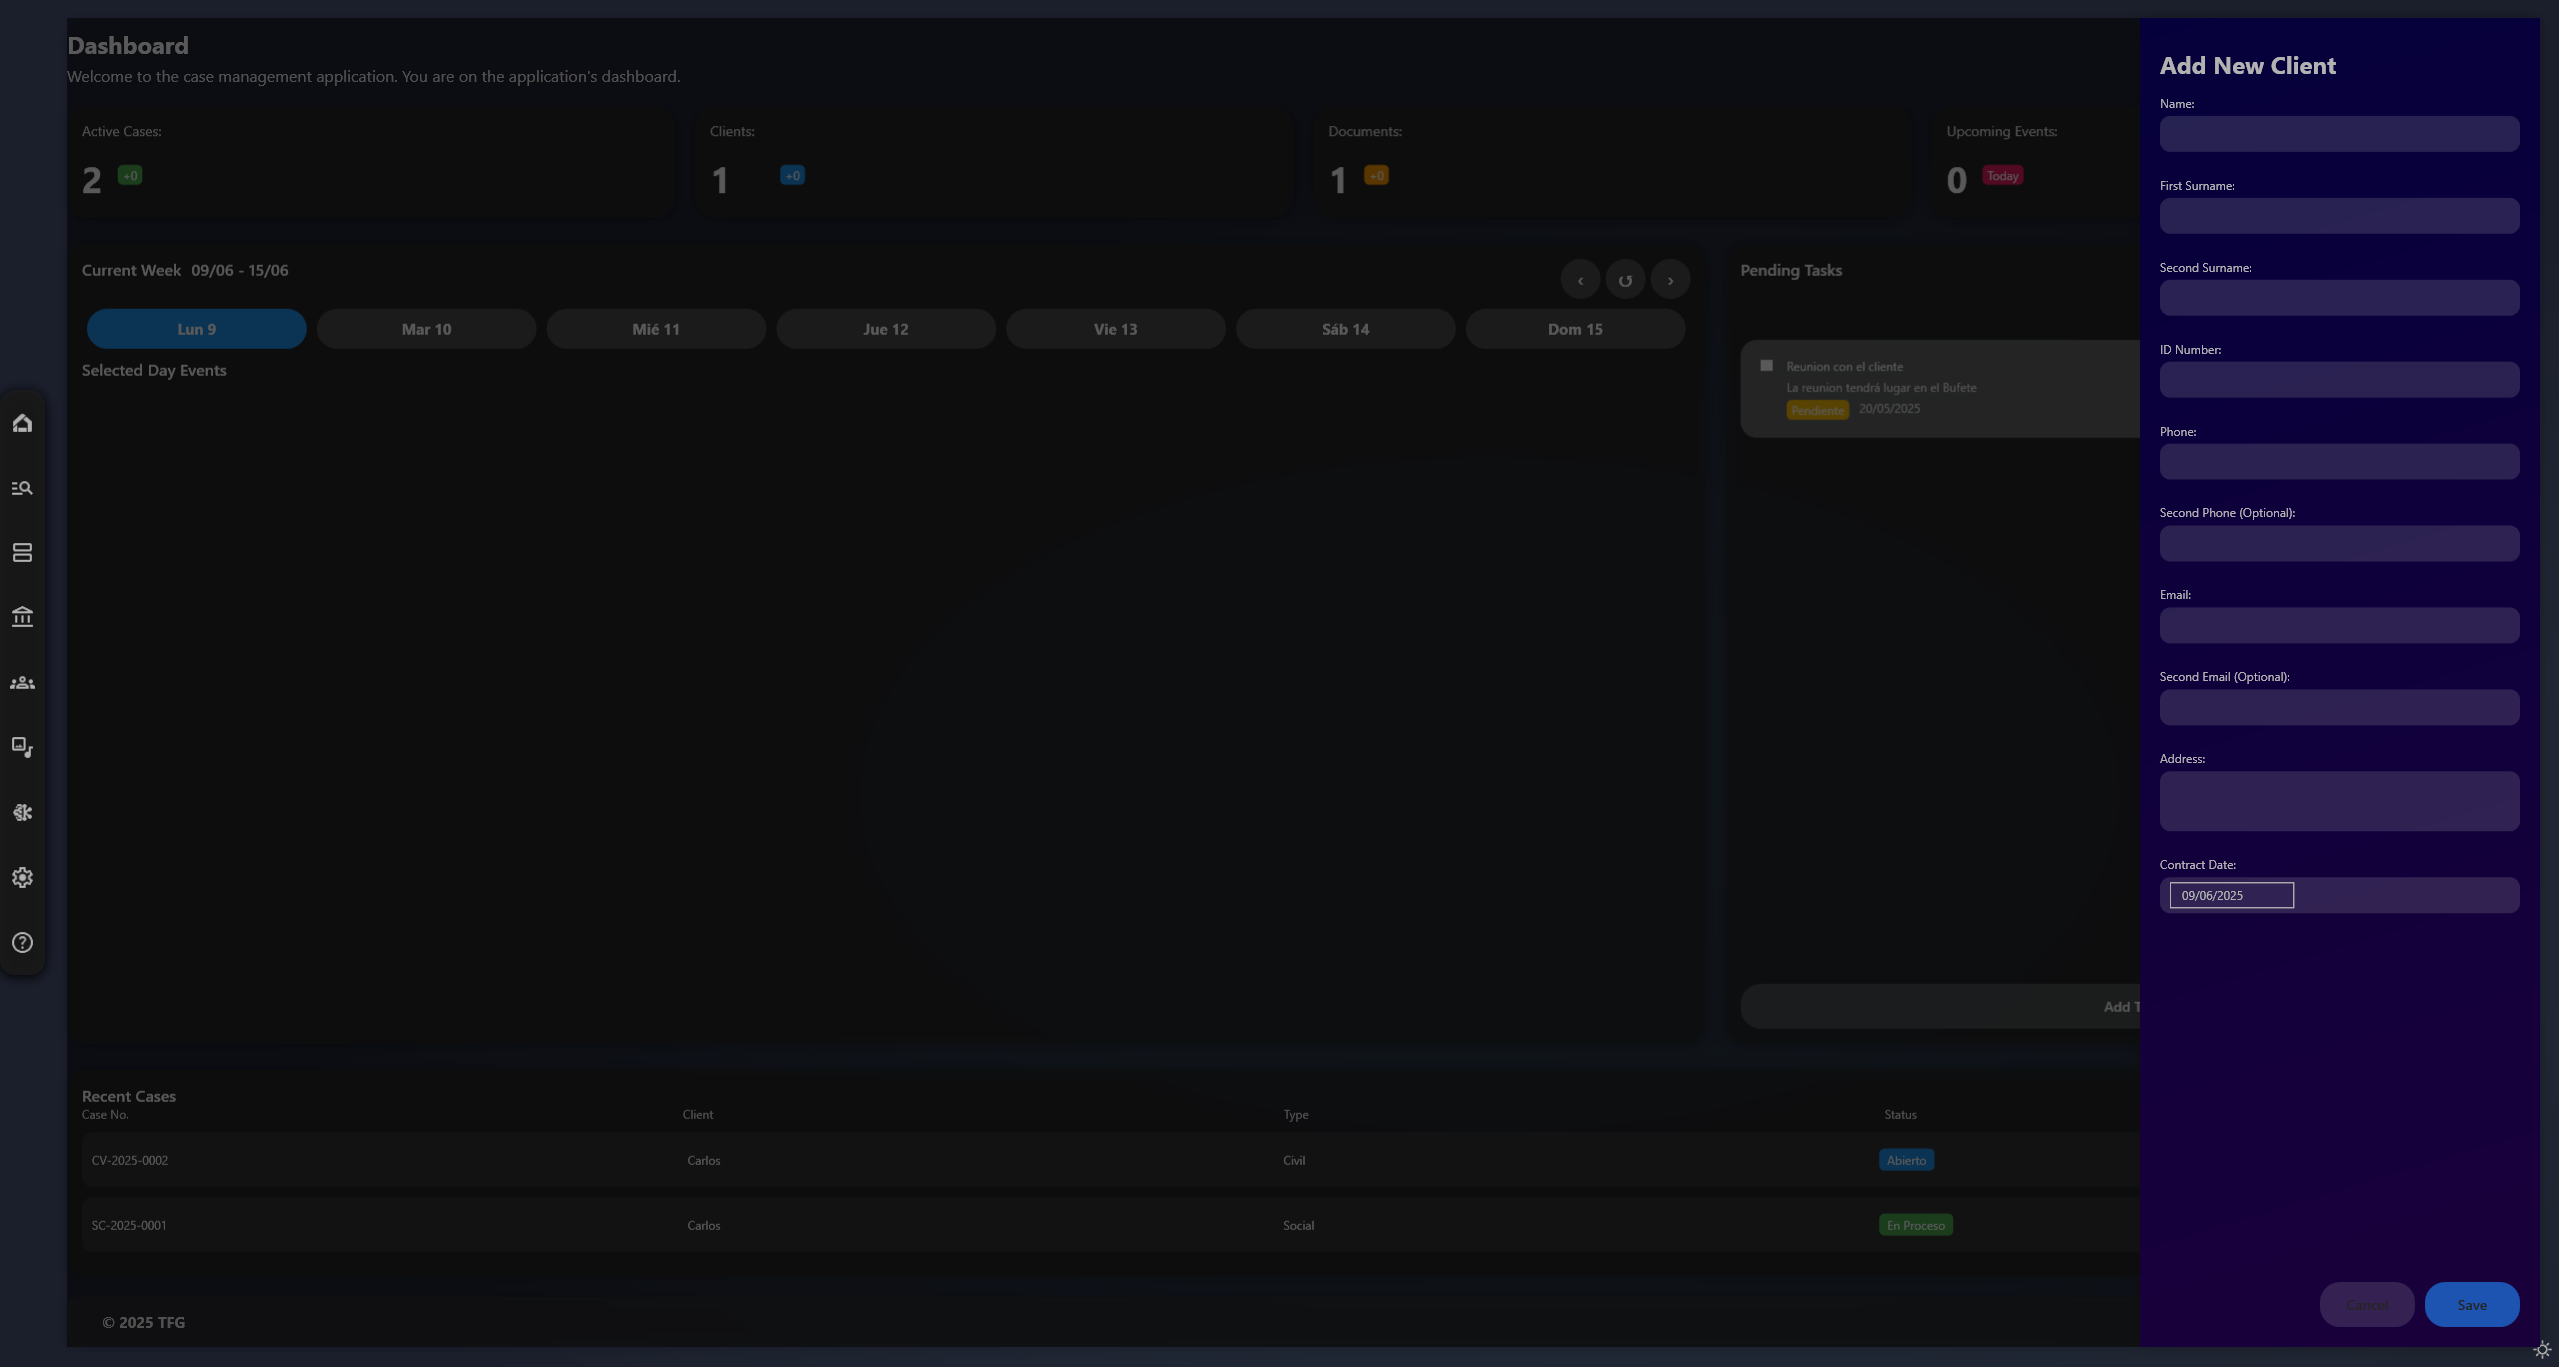 Dashboard
Welcome to the case management application. You are on the application's dashboard.
Active Cases:
2 +0
Clients:
1 +0
Documents:
1 +0
Upcoming Events:
0 Today
Current Week 09/06 - 15/06
Lun 9
Mar 10
Mié 11
Jue 12
Vie 13
Sáb 14
Dom 15
Selected Day Events
Pending Tasks
Reunion con el cliente
La reunion tendrá lugar en el Bufete
Pendiente 20/05/2025
Add T
Recent Cases
Case No. Client Type Status
CV-2025-0002 Carlos Civil Abierto
SC-2025-0001 Carlos Social En Proceso
© 2025 TFG
Add New Client
Name:
First Surname:
Second Surname:
ID Number:
Phone:
Second Phone (Optional):
Email:
Second Email (Optional):
Address:
Contract Date:
09/06/2025
Cancel
Save